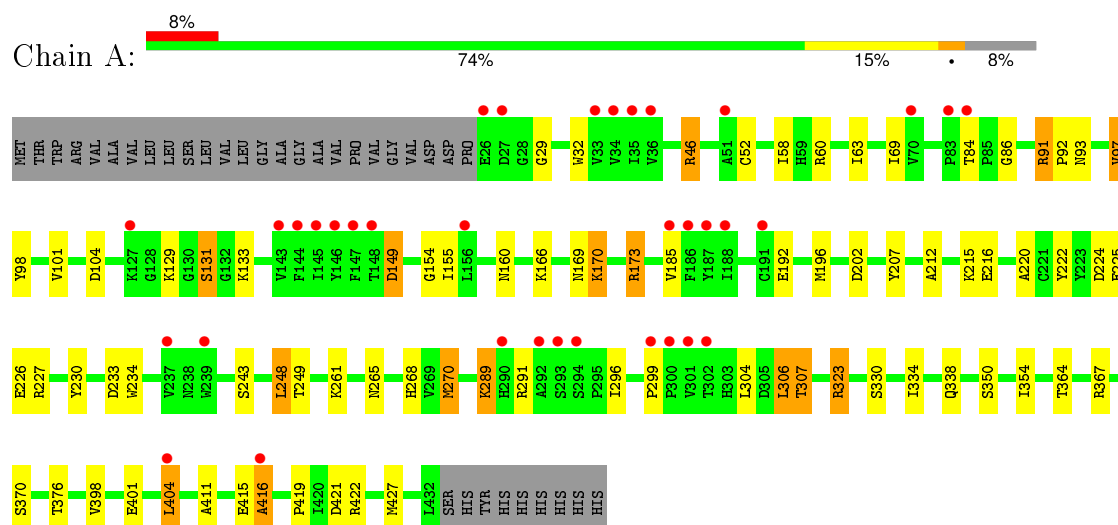 8%
Chain A:
74% 15% • 8%
MET THR TRP ARG VAL ALA VAL LEU LEU SER LEU VAL LEU GLY ALA GLY ALA VAL PRO VAL GLY VAL ASP ASP PRO E26 D27 G28 G29 W32 V33 V34 I35 V36 R46 A51 C52 I58 H59 R60 I63 I69 V70 P83 T84 P85 G86 R91 P92 N93
Y98 V101 D104 K127 G128 K129 G130 S131 G132 K133 V143 F144 I145 Y146 F147 T148 D149 G154 I155 L156 N160 K166 N169 K170 R173 V185 F186 Y187 I188 C191 E192 M196 D202 Y207 A212 K215 E216 A220 C221 Y222 Y223 D224
E226 R227 Y230 D233 W234 V237 N238 W239 S243 L248 T249 K261 N265 H268 V269 M270 K289 H290 R291 A292 S293 S294 P295 I296 P299 P300 V301 T302 H303 L304 D305 L306 T307 R323 S330 I334 Q338 S350 I354 T364 R367
S370 T376 V398 E401 L404 A411 E415 A416 P419 I420 D421 R422 M427 L432 SER HIS TYR HIS HIS HIS HIS HIS HIS